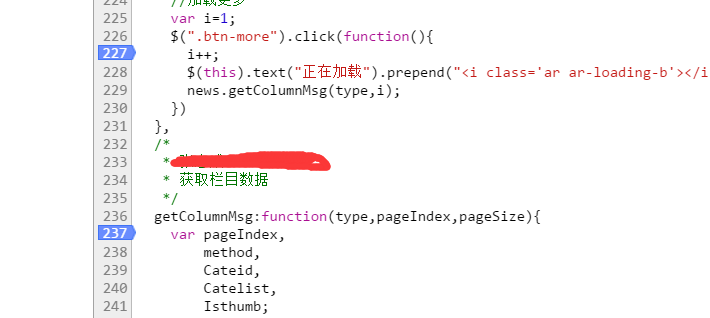 224 //加载更多
225 var i=1;
226 $(".btn-more").click(function(){
227 i++;
228 $(this).text("正在加载").prepend("<i class='ar ar-loading-b'></i
229 news.getColumnMsg(type,i);
230 })
231 },
232 /*
233 *
234 * 获取栏目数据
235 */
236 getColumnMsg:function(type,pageIndex,pageSize){
237 var pageIndex,
238 method,
239 Cateid,
240 Catelist,
241 Isthumb;